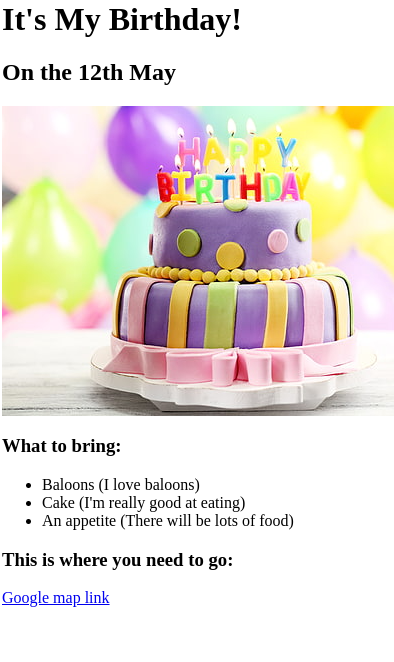 It's My Birthday!
On the 12th May
HAPPY
BIRTHDAY
What to bring:
Baloons (I love baloons)
Cake (I'm really good at eating)
An appetite (There will be lots of food)
This is where you need to go:
Google map link